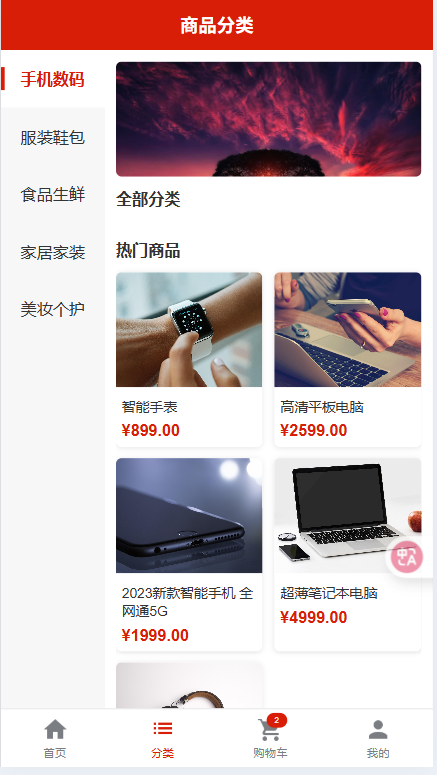 商品分类
手机数码
服装鞋包
食品生鲜
家居家装
美妆个护
全部分类
热门商品
智能手表
¥899.00
高清平板电脑
¥2599.00
2023新款智能手机 全
网通5G
¥1999.00
超薄笔记本电脑
¥4999.00
中
A
首页
分类
2
购物车
我的